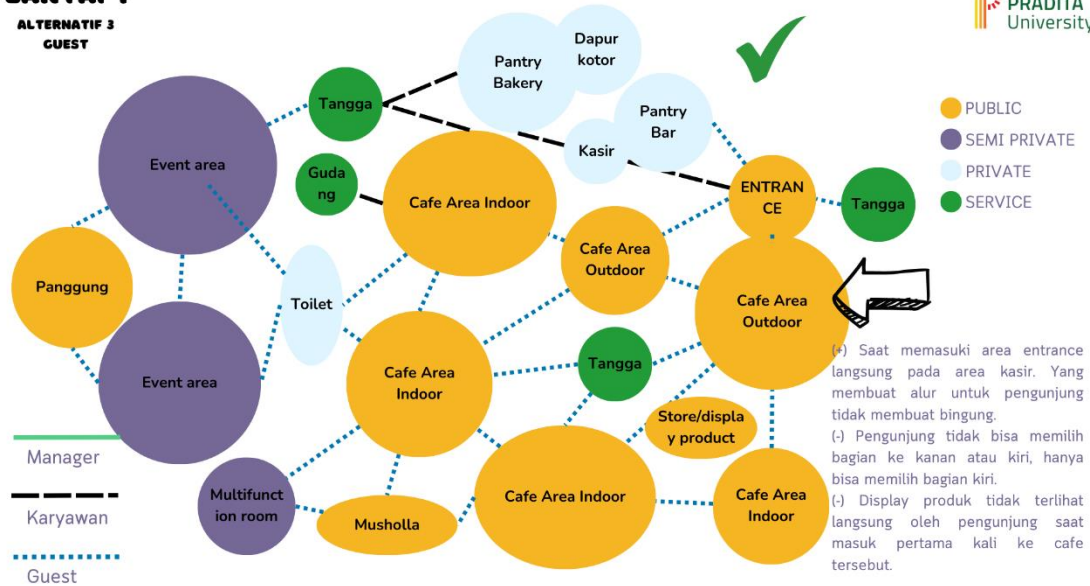 ALTERNATIF 3
GUEST
PRADITA
University
Dapur
kotor
Pantry
Bakery
Tangga
Pantry
Bar
Kasir
PUBLIC
SEMI PRIVATE
PRIVATE
SERVICE
Event area
Guda
ng
Cafe Area Indoor
ENTRAN
CE
Tangga
Cafe Area
Outdoor
Panggung
Toilet
Cafe Area
Outdoor
Event area
Cafe Area
Indoor
Tangga
Store/displa
y product
Multifunct
ion room
Musholla
Cafe Area Indoor
Cafe Area
Indoor
Manager
Karyawan
Guest
(+) Saat memasuki area entrance
langsung pada area kasir. Yang
membuat alur untuk pengunjung
tidak membuat bingung.
(-) Pengunjung tidak bisa memilih
bagian ke kanan atau kiri, hanya
bisa memilih bagian kiri.
(-) Display produk tidak terlihat
langsung oleh pengunjung saat
masuk pertama kali ke cafe
tersebut.